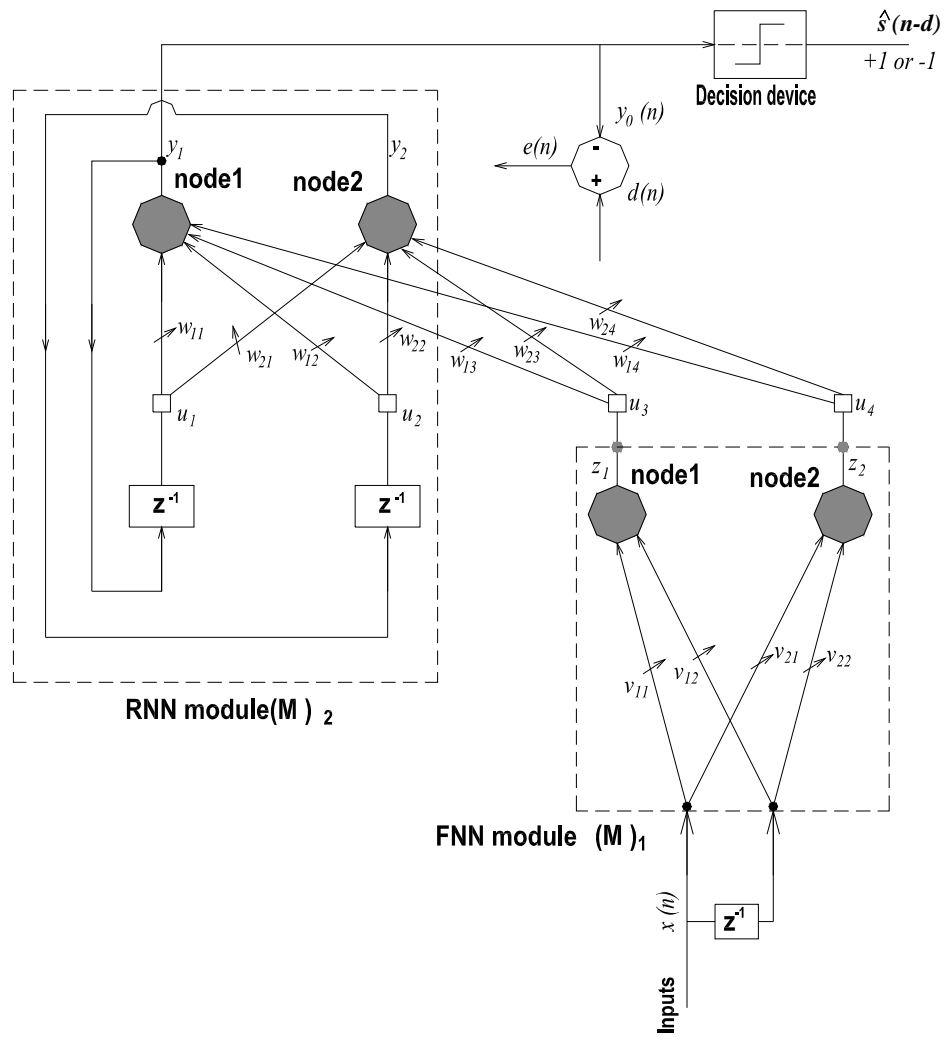 ŝ(n-d)
+1 or -1
Decision device
y₀(n)
e(n)
-
+
d(n)
y₁
y₂
node1
node2
w₁₁
w₂₁
w₁₂
w₂₂
w₁₃
w₂₃
w₂₄
w₁₄
u₁
u₂
u₃
u₄
z⁻¹
z⁻¹
z₁
node1
node2
z₂
v₁₁
v₁₂
v₂₁
v₂₂
RNN module(M ) ₂
FNN module (M )₁
x (n)
z⁻¹
Inputs